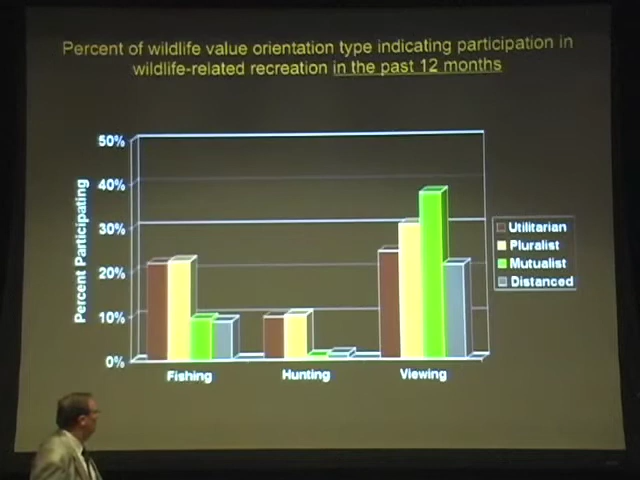 Percent of wildlife value orientation type indicating participation in
wildlife-related recreation in the past 12 months
Percent Participating
50%
40%
30%
20%
10%
0%
Fishing
Hunting
Viewing
Utilitarian
Pluralist
Mutualist
Distanced